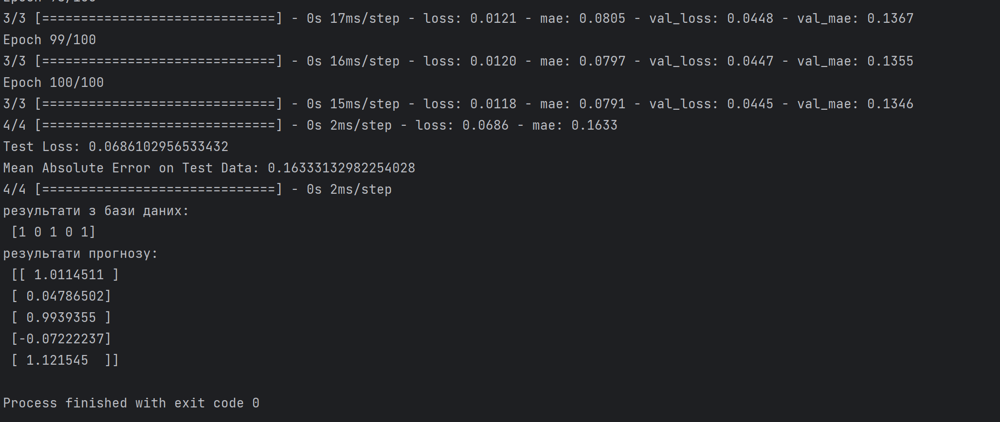 Epoch 98/100
3/3 [==============================] - 0s 17ms/step - loss: 0.0121 - mae: 0.0805 - val_loss: 0.0448 - val_mae: 0.1367
Epoch 99/100
3/3 [==============================] - 0s 16ms/step - loss: 0.0120 - mae: 0.0797 - val_loss: 0.0447 - val_mae: 0.1355
Epoch 100/100
3/3 [==============================] - 0s 15ms/step - loss: 0.0118 - mae: 0.0791 - val_loss: 0.0445 - val_mae: 0.1346
4/4 [==============================] - 0s 2ms/step - loss: 0.0686 - mae: 0.1633
Test Loss: 0.0686102956533432
Mean Absolute Error on Test Data: 0.16333132982254028
4/4 [==============================] - 0s 2ms/step
результати з бази даних:
[1 0 1 0 1]
результати прогнозу:
[[ 1.0114511 ]
[ 0.04786502]
[ 0.9939355 ]
[-0.07222237]
[ 1.121545  ]]
Process finished with exit code 0